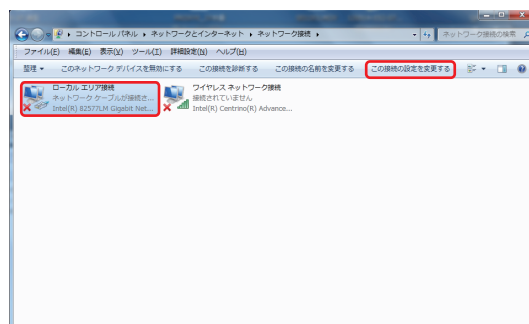 コントロール パネル ▸ ネットワークとインターネット ▸ ネットワーク接続 ▸
ネットワーク接続の検索
ファイル(F) 編集(E) 表示(V) ツール(T) 詳細設定(N) ヘルプ(H)
整理 ▼ このネットワーク デバイスを無効にする この接続を診断する この接続の名前を変更する この接続の設定を変更する
ローカル エリア接続
ネットワーク ケーブルが接続さ...
Intel(R) 82577LM Gigabit Net...
ワイヤレス ネットワーク接続
接続されていません
Intel(R) Centrino(R) Advance...